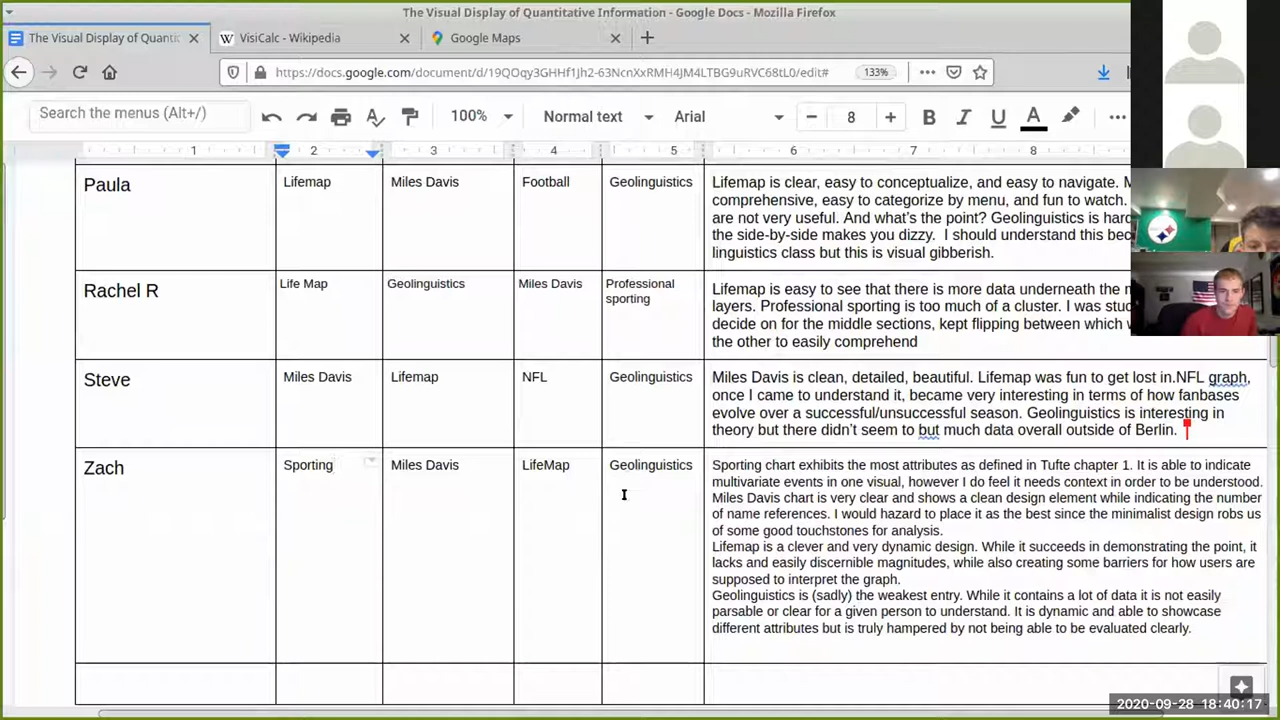 The Visual Display of Quantitative Information - Google Docs - Mozilla Firefox
The Visual Display of Quantit
VisiCalc - Wikipedia
Google Maps
https://docs.google.com/document/d/19QOqy3GHHf1Jh2-63NcnXxRMH4JM4LTBG9uRVC68tL0/edit#
133%
Search the menus (Alt+/)
100%
Normal text
Arial
8
B
I
U
A
1 2 3 4 5 6 7 8
Paula
Lifemap
Miles Davis
Football
Geolinguistics
Lifemap is clear, easy to conceptualize, and easy to navigate. M
comprehensive, easy to categorize by menu, and fun to watch.
are not very useful. And what's the point? Geolinguistics is hard
the side-by-side makes you dizzy. I should understand this bec
linguistics class but this is visual gibberish.
Rachel R
Life Map
Geolinguistics
Miles Davis
Professional
sporting
Lifemap is easy to see that there is more data underneath the
layers. Professional sporting is too much of a cluster. I was stuc
decide on for the middle sections, kept flipping between which
the other to easily comprehend
Steve
Miles Davis
Lifemap
NFL
Geolinguistics
Miles Davis is clean, detailed, beautiful. Lifemap was fun to get lost in.NFL graph,
once I came to understand it, became very interesting in terms of how fanbases
evolve over a successful/unsuccessful season. Geolinguistics is interesting in
theory but there didn't seem to but much data overall outside of Berlin.
Zach
Sporting
Miles Davis
LifeMap
Geolinguistics
Sporting chart exhibits the most attributes as defined in Tufte chapter 1. It is able to indicate
multivariate events in one visual, however I do feel it needs context in order to be understood.
Miles Davis chart is very clear and shows a clean design element while indicating the number
of name references. I would hazard to place it as the best since the minimalist design robs us
of some good touchstones for analysis.
Lifemap is a clever and very dynamic design. While it succeeds in demonstrating the point, it
lacks and easily discernible magnitudes, while also creating some barriers for how users are
supposed to interpret the graph.
Geolinguistics is (sadly) the weakest entry. While it contains a lot of data it is not easily
parsable or clear for a given person to understand. It is dynamic and able to showcase
different attributes but is truly hampered by not being able to be evaluated clearly.
2020-09-28 18:40:17